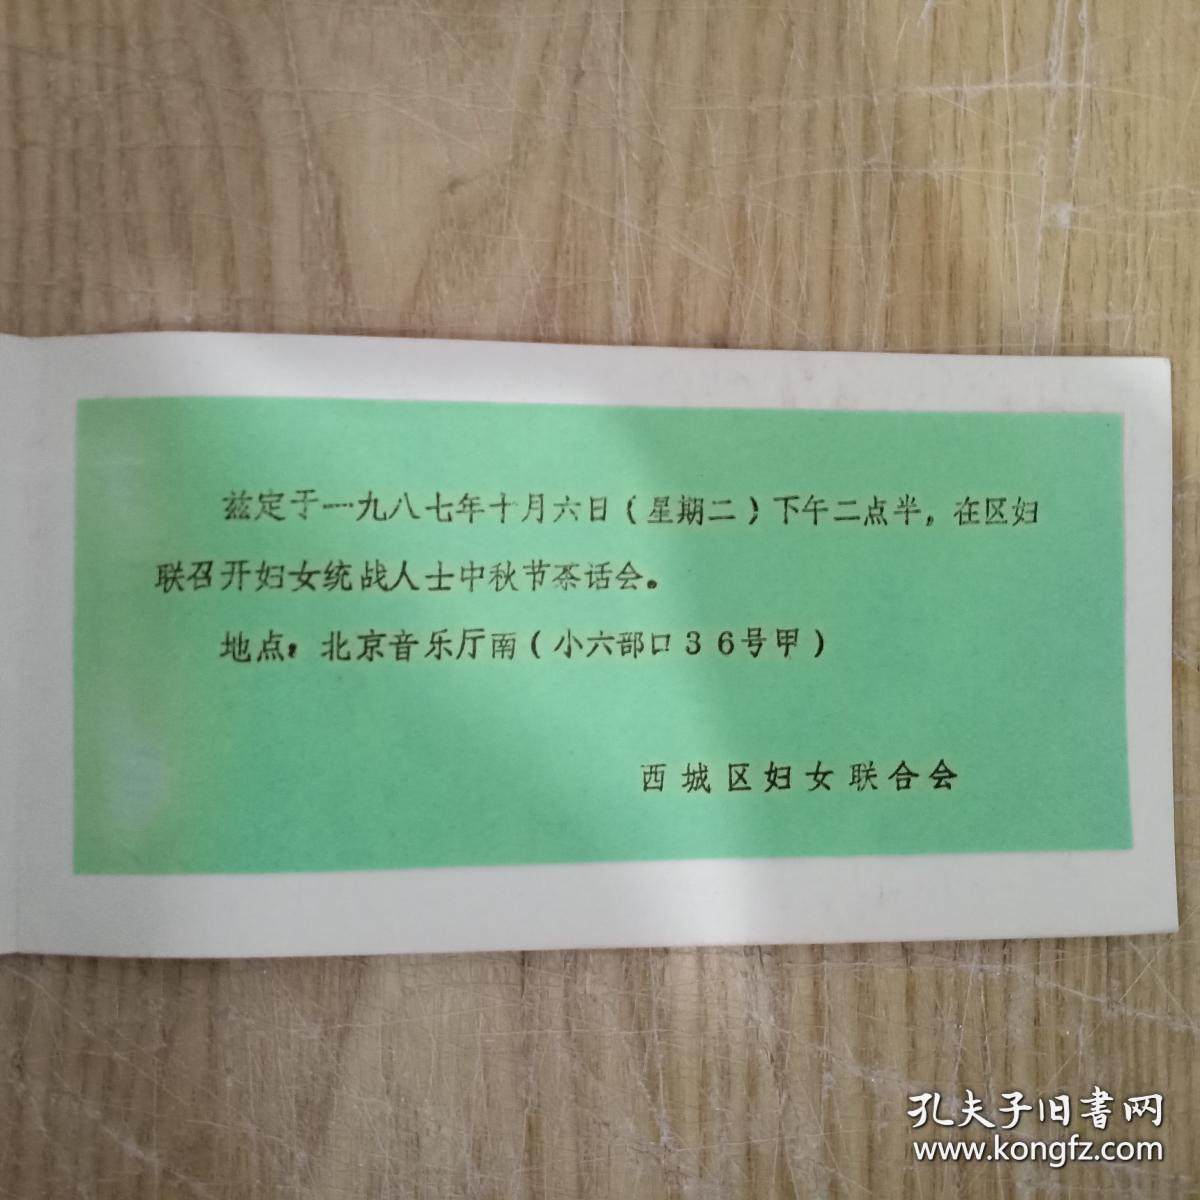 兹定于一九八七年十月六日(星期二)下午二点半,在区妇
联召开妇女统战人士中秋节茶话会。
地点:北京音乐厅南(小六部口36号甲)
西城区妇女联合会
孔夫子旧書网
www.kongfz.com